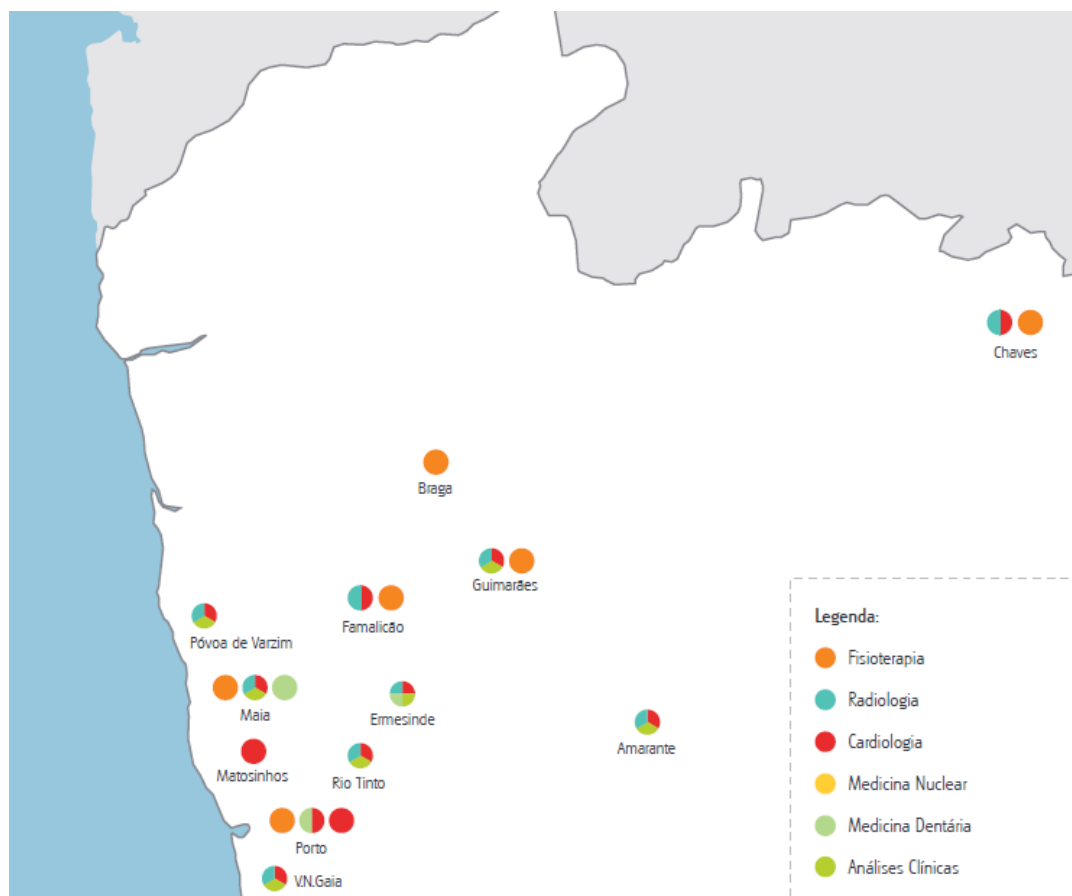 Chaves
Braga
Guimarães
Famalicão
Póvoa de Varzim
Maia
Ermesinde
Amarante
Matosinhos
Rio Tinto
Porto
V.N.Gaia
Legenda:
Fisioterapia
Radiologia
Cardiologia
Medicina Nuclear
Medicina Dentária
Análises Clínicas